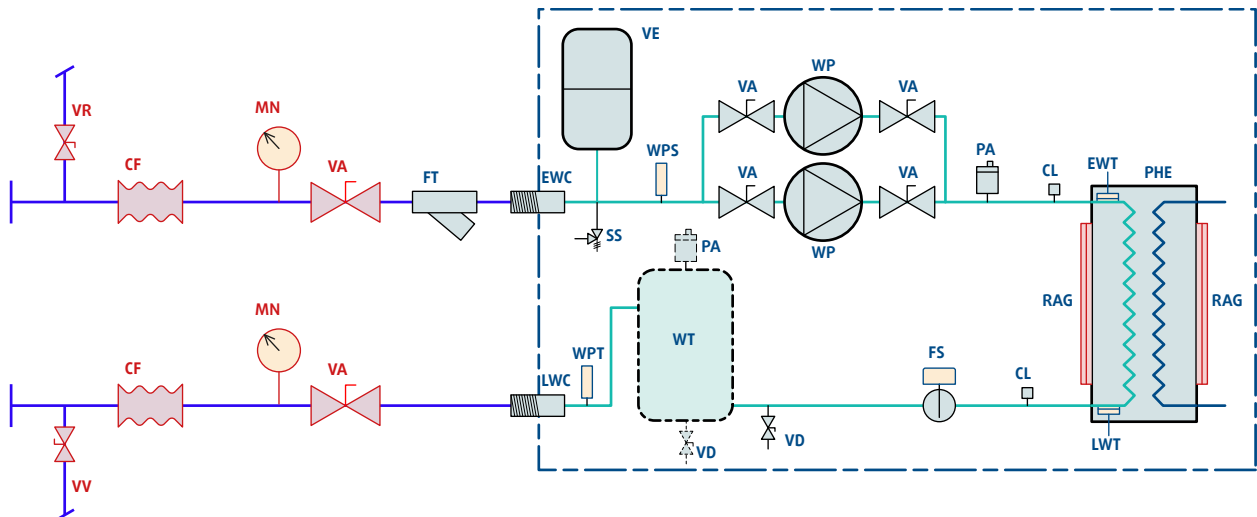 VE
WP
MN
VR
VA
VA
WPS
PA
CF
VA
FT
EWC
VA
VA
CL
EWT
PHE
SS
PA
WP
MN
RAG
RAG
CF
VA
WPT
WT
FS
LWC
CL
VD
VD
LWT
VV